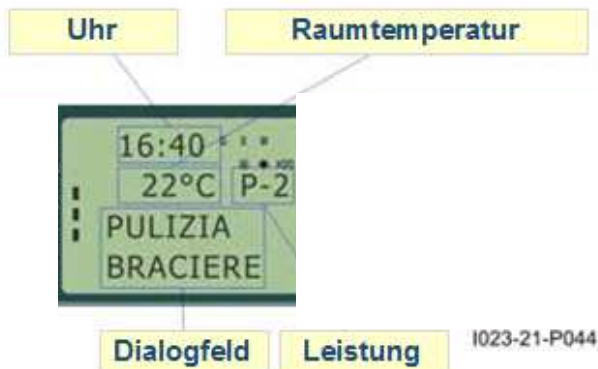 Uhr Raumtemperatur
16:40
22°C P-2
PULIZIA
BRACIERE
Dialogfeld Leistung I023-21-P044